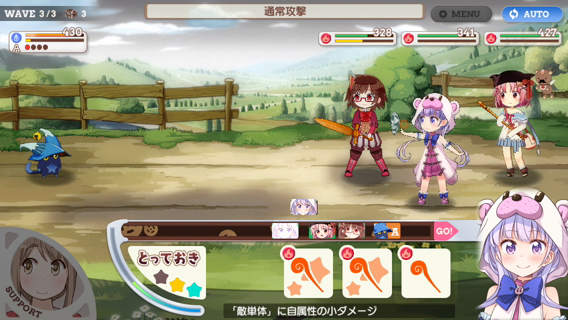 WAVE 3/3 3
通常攻撃
MENU
AUTO
430
A
328
341
427
A
GO!
とっておき
SUPPORT
「敵単体」に自属性の小ダメージ